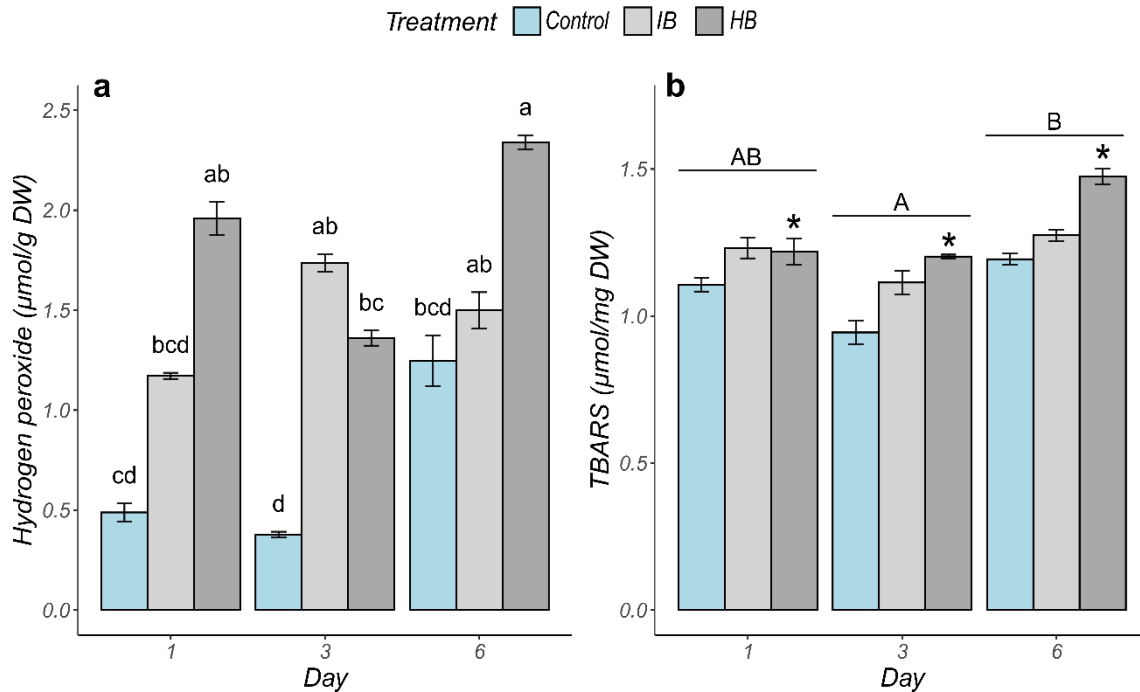 Treatment Control IB HB
a
Hydrogen peroxide (µmol/g DW)
2.5
2.0
1.5
1.0
0.5
0.0
cd
bcd
ab
d
ab
bc
bcd
ab
a
1 3 6
Day
b
TBARS (µmol/mg DW)
1.5
1.0
0.5
0.0
AB
*
A
*
B
*
1 3 6
Day